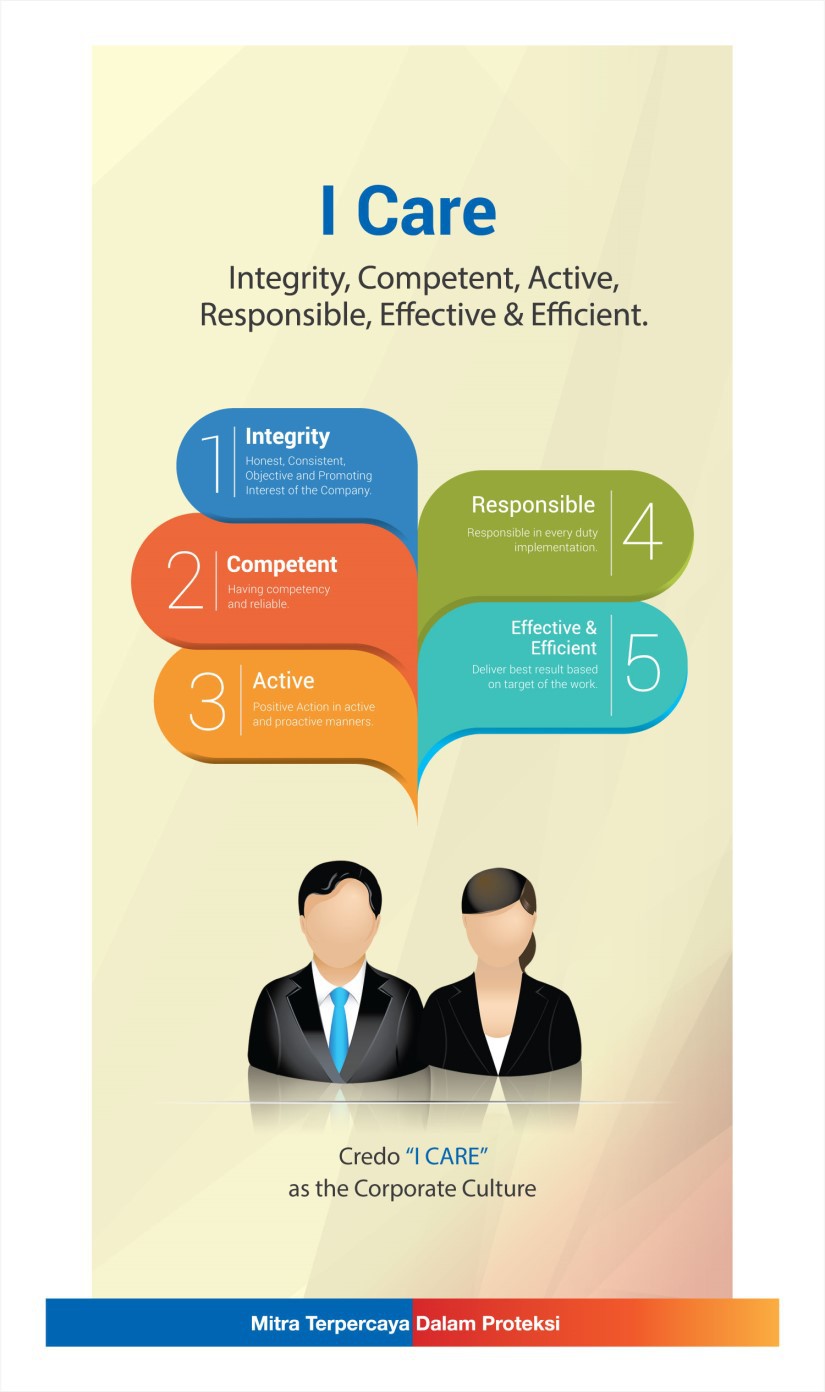 I Care
Integrity, Competent, Active,
Responsible, Effective & Efficient.
1
Integrity
Honest, Consistent,
Objective and Promoting
Interest of the Company.
2
Competent
Having competency
and reliable.
3
Active
Positive Action in active
and proactive manners.
Responsible
Responsible in every duty
implementation.
4
Effective &
Efficient
Deliver best result based
on target of the work.
5
Credo “I CARE”
as the Corporate Culture
Mitra Terpercaya Dalam Proteksi